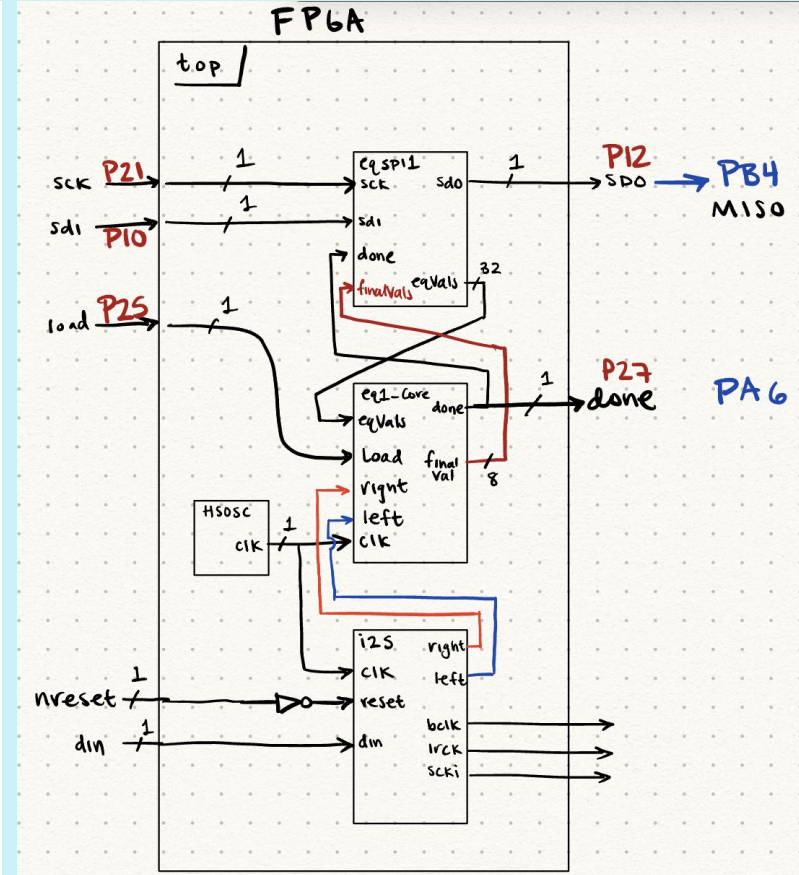 FPGA
top
eqspi1
sck P21 1 sck sdo 1 P12 SDO PB4
MISO
sdi P10 1 sdi
done
finalVals eqVals 32
load P25 1
eq1-core
done 1 P27 done PA6
eqVals
load final val 8
right
HSOSC
left
clk 1 clk
i2s
right
clk
left
nreset 1 reset
bclk
din 1 din
lrck
scki